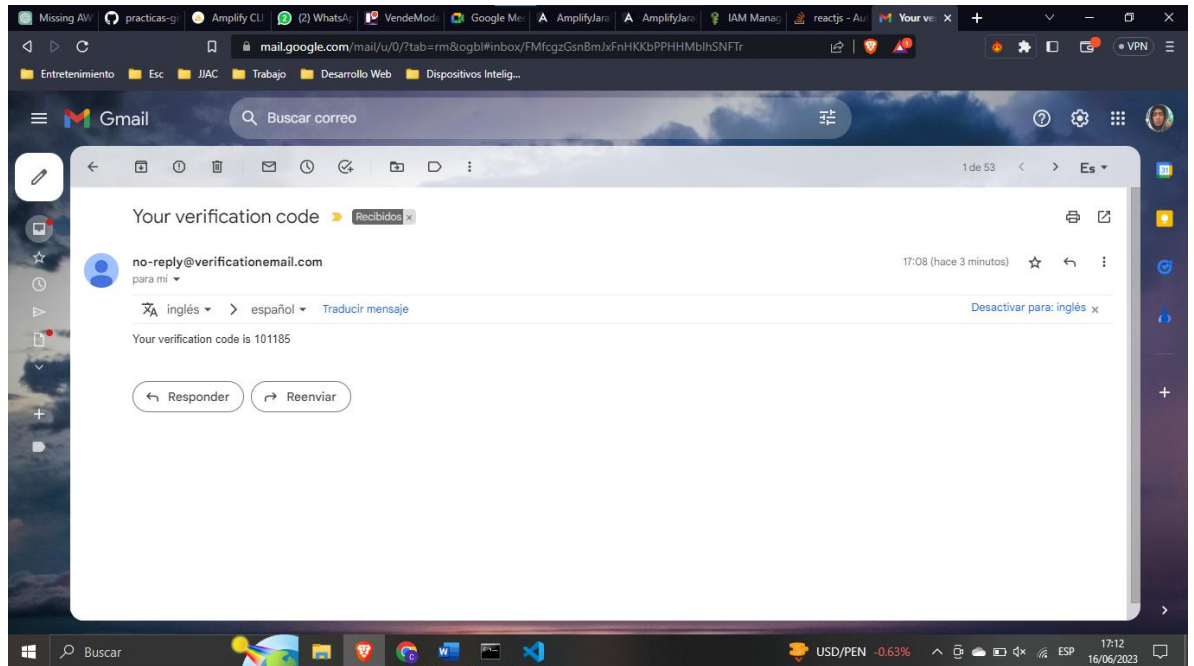 Missing AW
practicas-g
Amplify CLI
(2) WhatsAp
VendeModa
Google Mee
AmplifyJara
AmplifyJara
IAM Manag
reactjs - Au
Your ver
mail.google.com/mail/u/0/?tab=rm&ogbl#inbox/FMfcgzGsnBmJxFnHKKbPPHHMblhSNFTr
VPN
Entretenimiento
Esc
JJAC
Trabajo
Desarrollo Web
Dispositivos Intelig...
Gmail
Buscar correo
1 de 53
Es
Your verification code
Recibidos x
no-reply@verificationemail.com
17:08 (hace 3 minutos)
para mí
inglés > español
Traducir mensaje
Desactivar para: inglés x
Your verification code is 101185
Responder
Reenviar
Buscar
USD/PEN -0.63%
ESP
17:12
16/06/2023